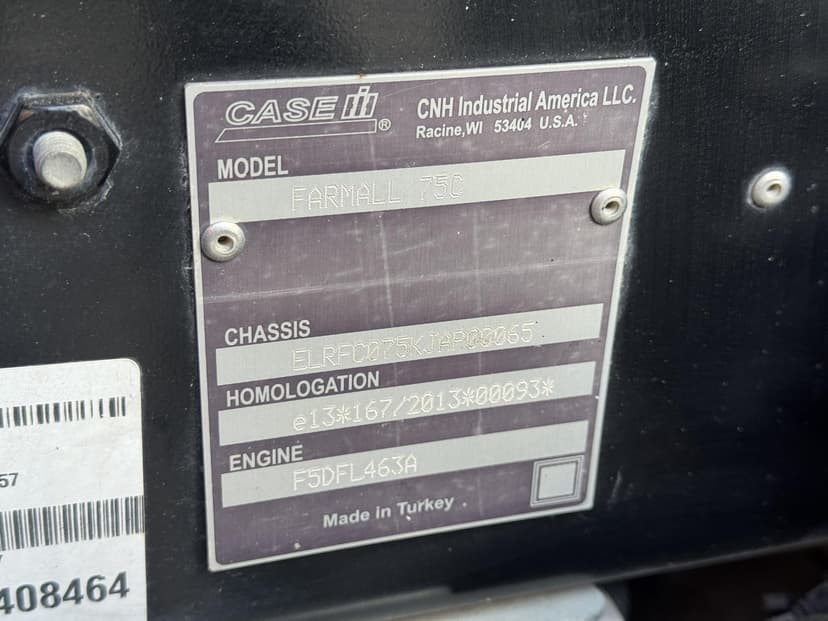 CASE IH ®
CNH Industrial America LLC.
Racine,WI 53404 U.S.A.
MODEL
FARMALL 75C
CHASSIS
ELRFC075KJAP00065
HOMOLOGATION
e13*167/2013*00093*
ENGINE
F5DFL463A
Made in Turkey
57
408464